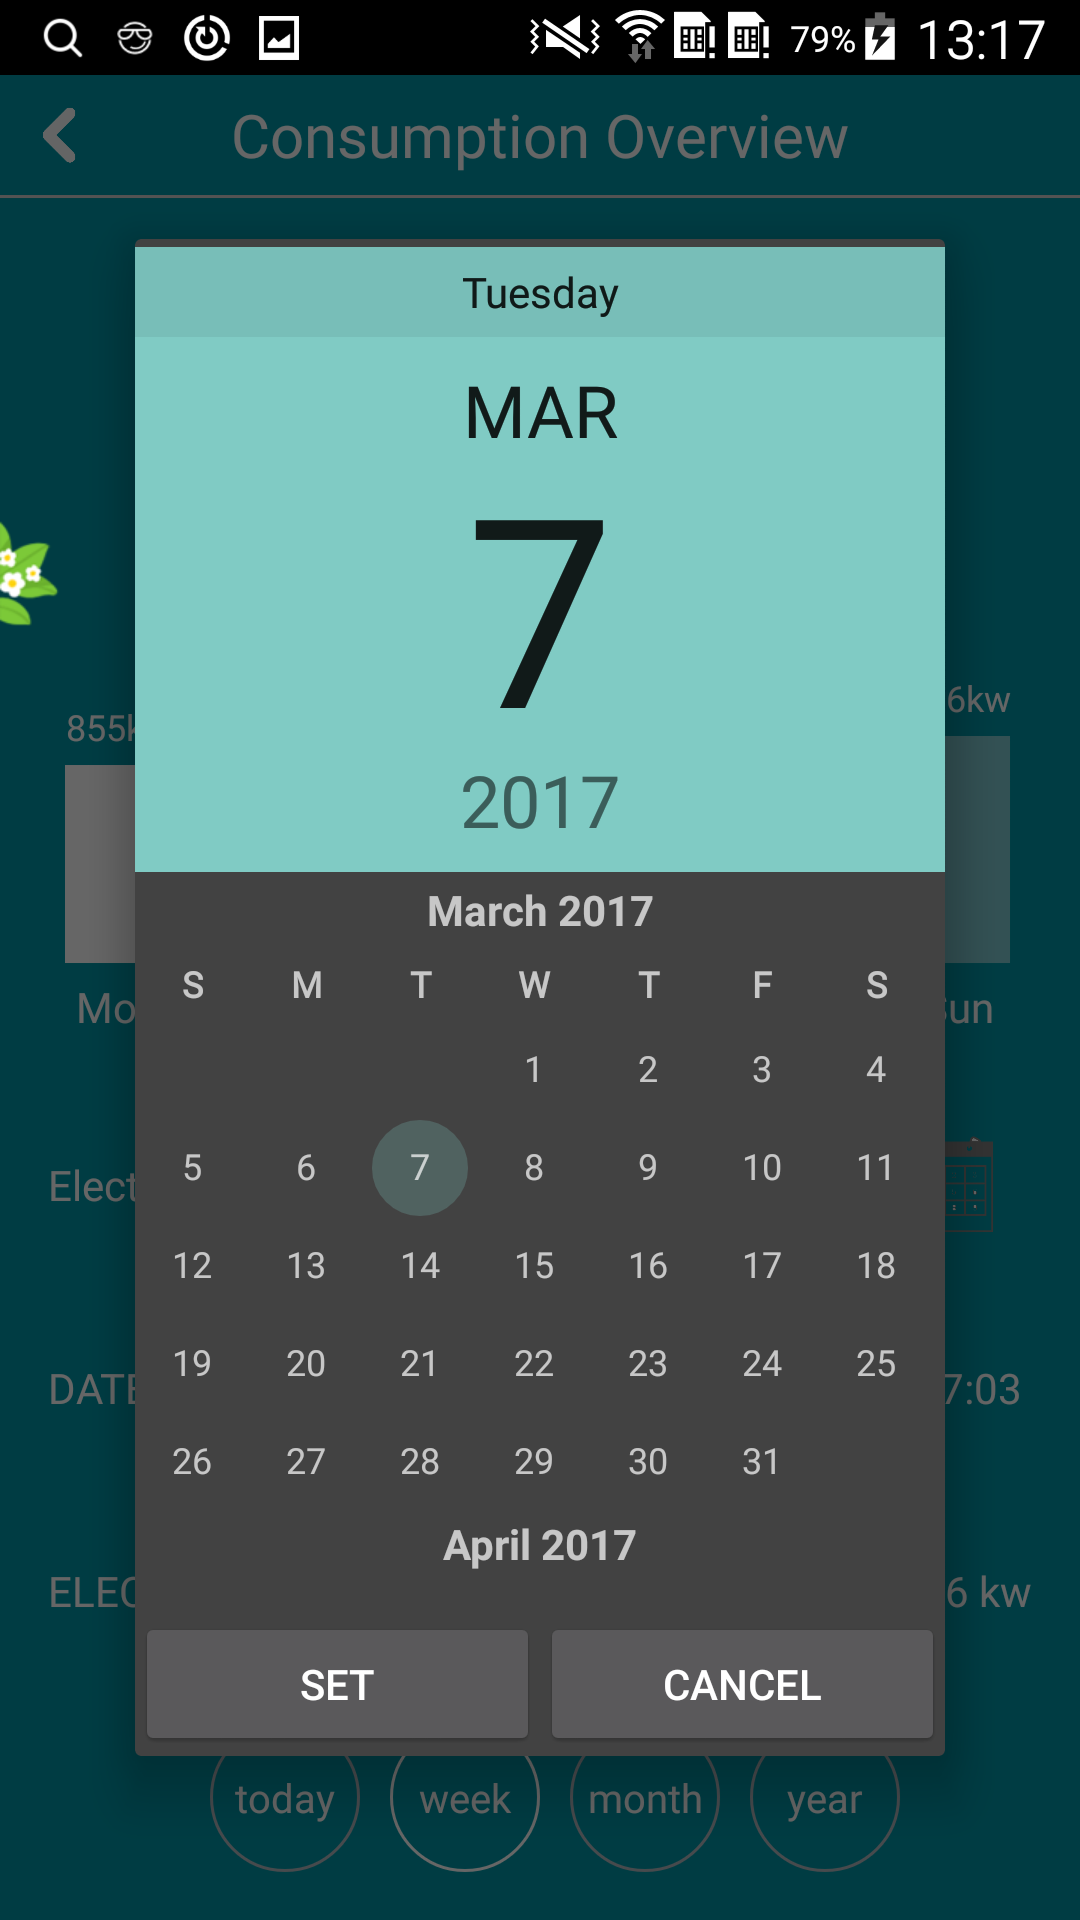 79% 13:17
Consumption Overview
Tuesday
MAR
7
2017
6kw
855k
March 2017
S M T W T F S
1 2 3 4
5 6 7 8 9 10 11
12 13 14 15 16 17 18
19 20 21 22 23 24 25
26 27 28 29 30 31
April 2017
Mo
un
Elect
DATE
7:03
ELEC
6 kw
SET CANCEL
today week month year